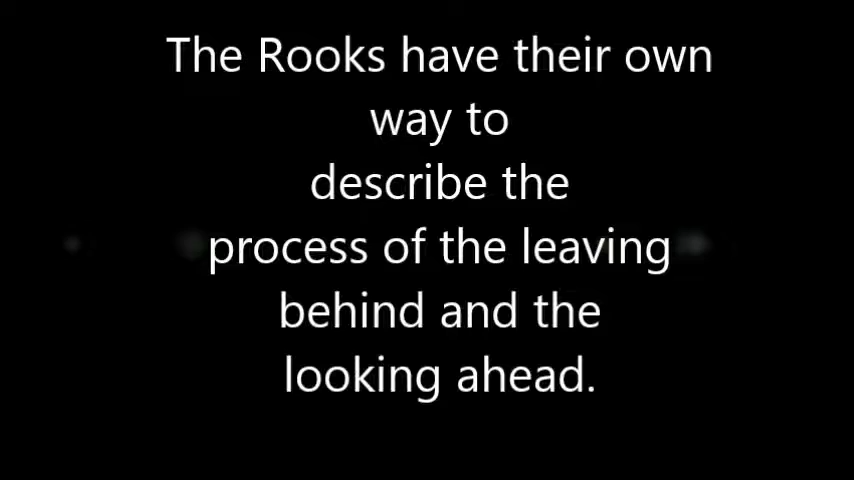 The Rooks have their own
way to
describe the
process of the leaving
behind and the
looking ahead.